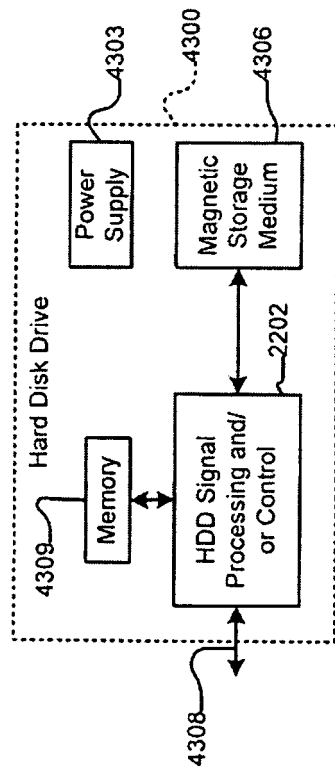 Hard Disk Drive
4309
Memory
Power
Supply
4303
4300
4308
HDD Signal
Processing and/
or Control
2202
Magnetic
Storage
Medium
4306